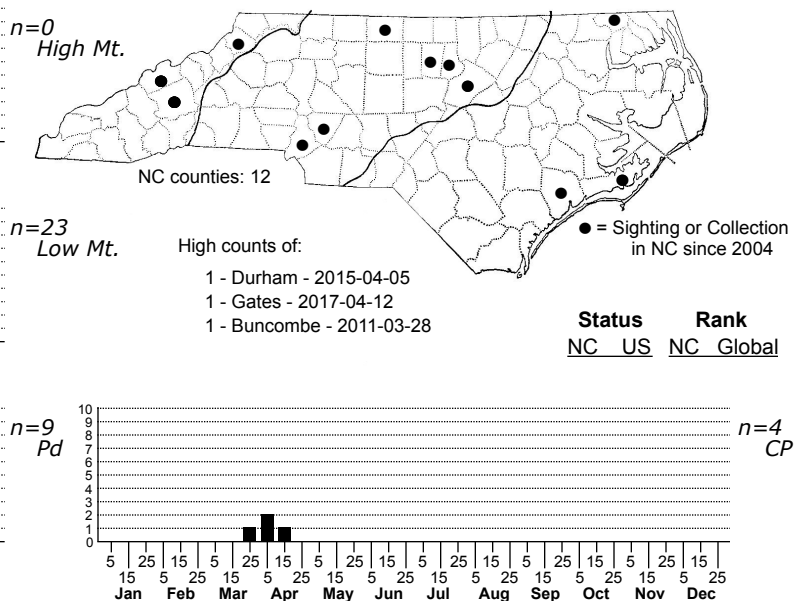 n=0
High Mt.
NC counties: 12
n=23
Low Mt.
High counts of:
1 - Durham - 2015-04-05
1 - Gates - 2017-04-12
1 - Buncombe - 2011-03-28
● = Sighting or Collection
in NC since 2004
Status Rank
NC US NC Global
n=9
Pd
n=4
CP
10
9
8
7
6
5
4
3
2
1
0
5 15 25 5 15 25 5 15 25 5 15 25 5 15 25 5 15 25 5 15 25 5 15 25 5 15 25 5 15 25 5 15 25 5 15 25
Jan Feb Mar Apr May Jun Jul Aug Sep Oct Nov Dec